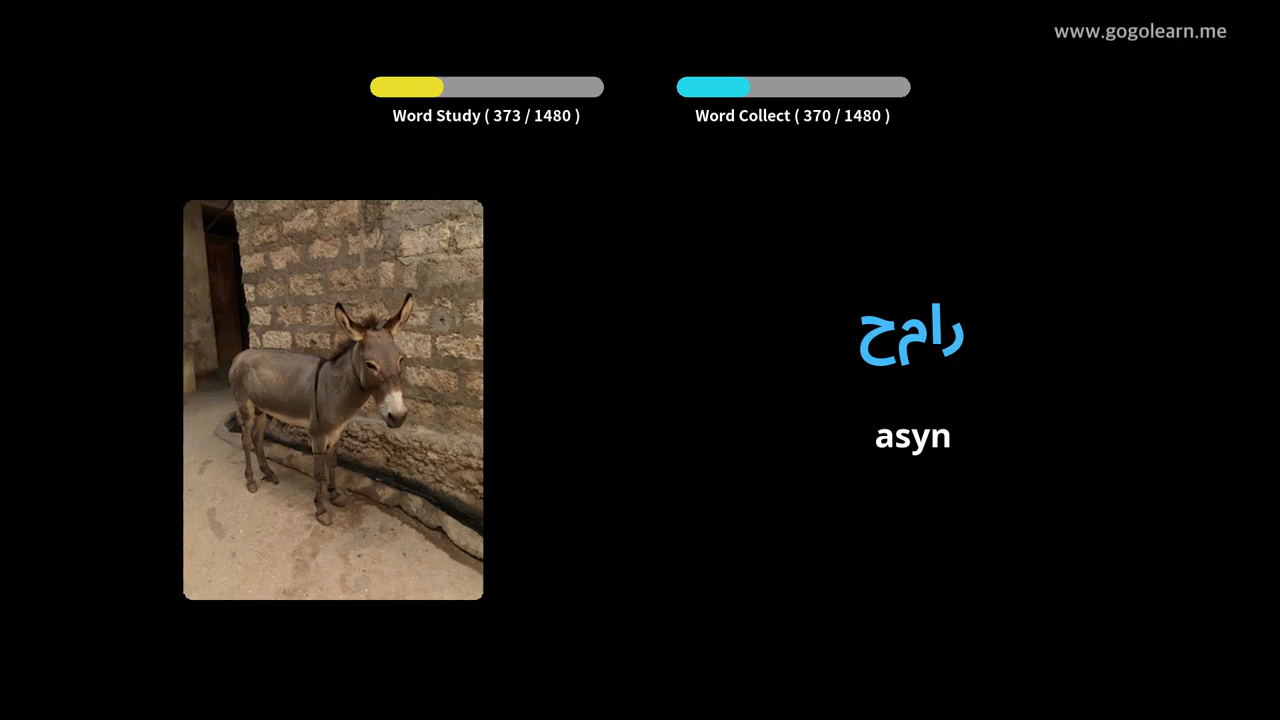 www.gogolearn.me
Word Study ( 373 / 1480 )
Word Collect ( 370 / 1480 )
رامح
asyn